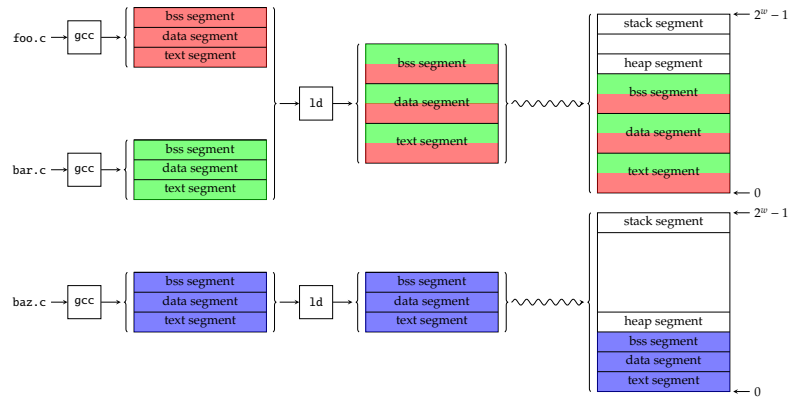 foo.c
gcc
bss segment
data segment
text segment
bar.c
gcc
bss segment
data segment
text segment
ld
bss segment
data segment
text segment
stack segment
heap segment
bss segment
data segment
text segment
2^w − 1
0
baz.c
gcc
bss segment
data segment
text segment
ld
bss segment
data segment
text segment
stack segment
heap segment
bss segment
data segment
text segment
2^w − 1
0